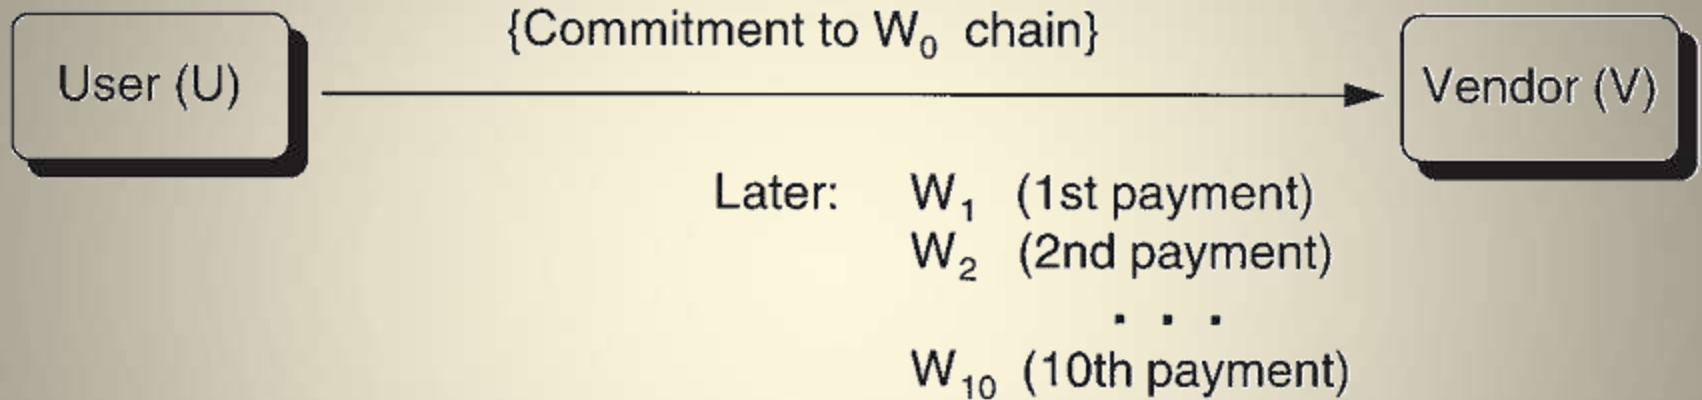 {Commitment to W₀ chain}
User (U)
Vendor (V)
Later: W₁ (1st payment)
W₂ (2nd payment)
. . .
W₁₀ (10th payment)